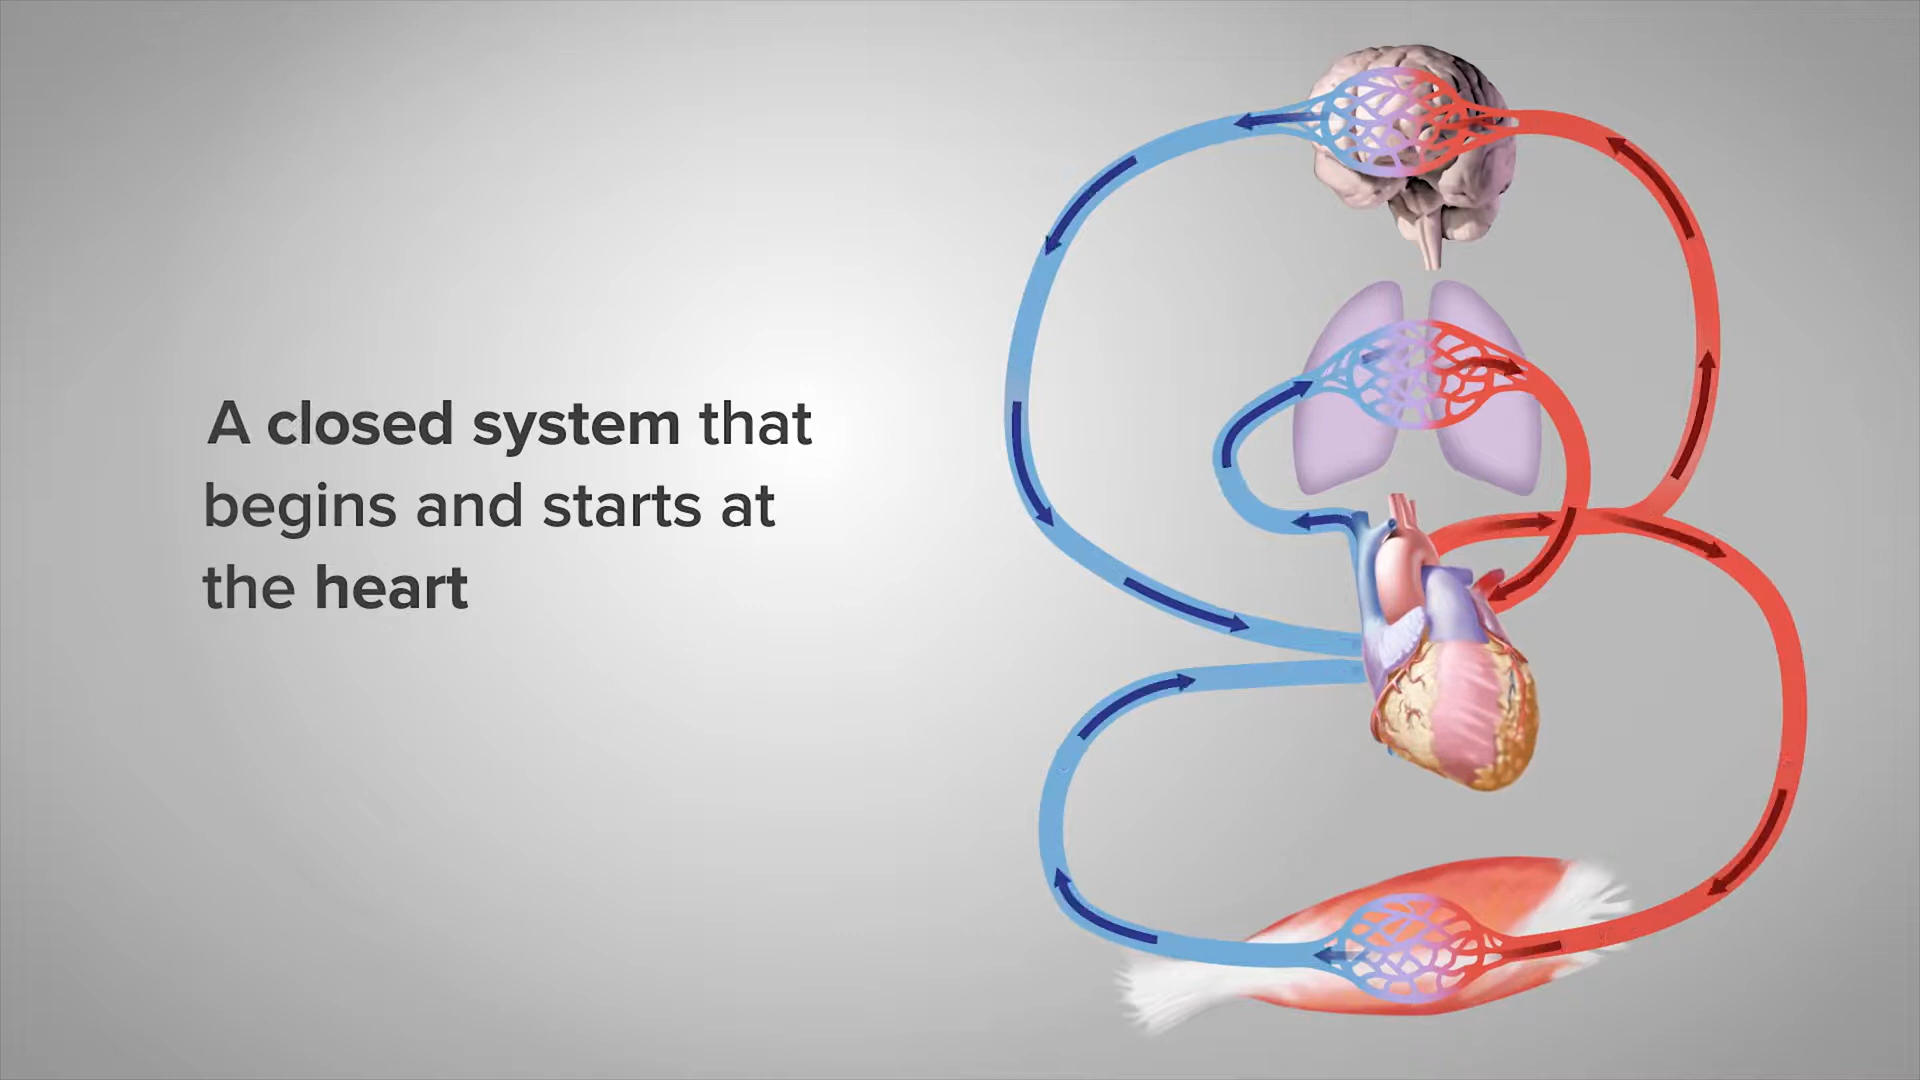 A closed system that
begins and starts at
the heart